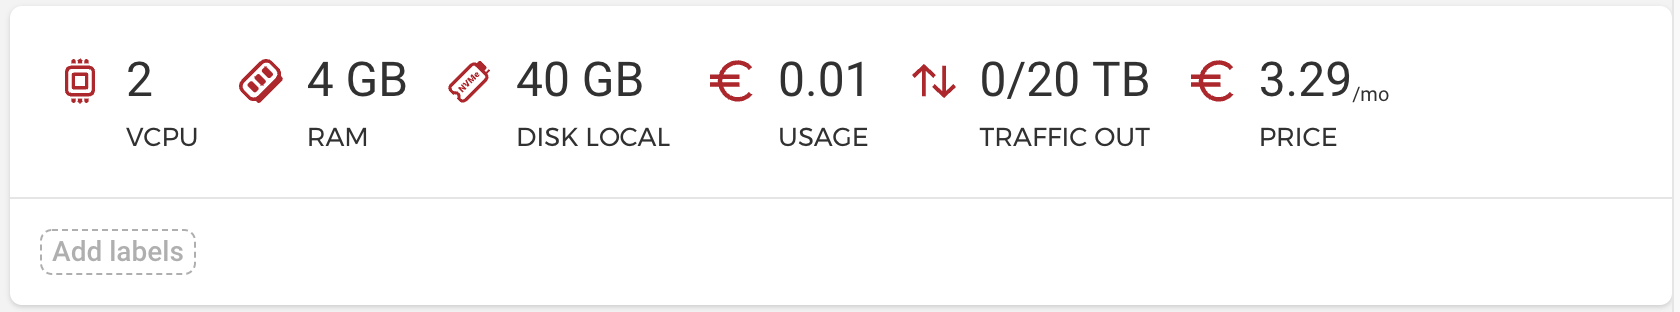 2 4 GB NVMe 40 GB € 0.01 0/20 TB € 3.29/mo
VCPU RAM DISK LOCAL USAGE TRAFFIC OUT PRICE
Add labels